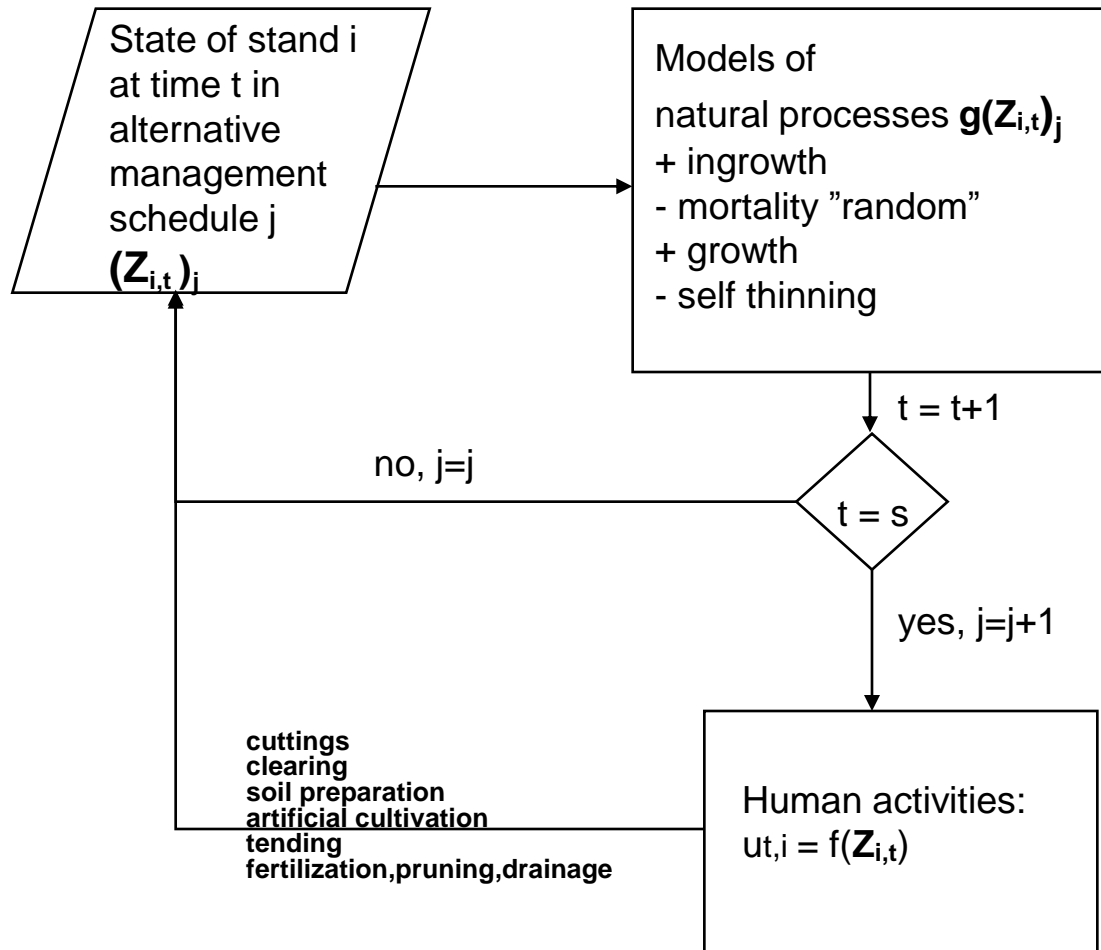 State of stand i
at time t in
alternative
management
schedule j
(Zi,t )j
Models of
natural processes g(Zi,t)j
+ ingrowth
- mortality ”random”
+ growth
- self thinning
t = t+1
no, j=j
t = s
yes, j=j+1
cuttings
clearing
soil preparation
artificial cultivation
tending
fertilization,pruning,drainage
Human activities:
ut,i = f(Zi,t)